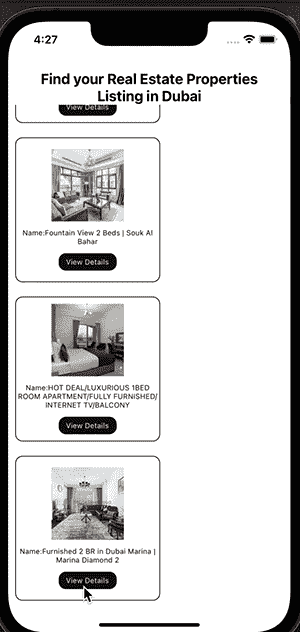 4:27
Find your Real Estate Properties
Listing in Dubai
View Details
Name:Fountain View 2 Beds | Souk Al
Bahar
View Details
Name:HOT DEAL/LUXURIOUS 1BED
ROOM APARTMENT/FULLY FURNISHED/
INTERNET TV/BALCONY
View Details
Name:Furnished 2 BR in Dubai Marina |
Marina Diamond 2
View Details